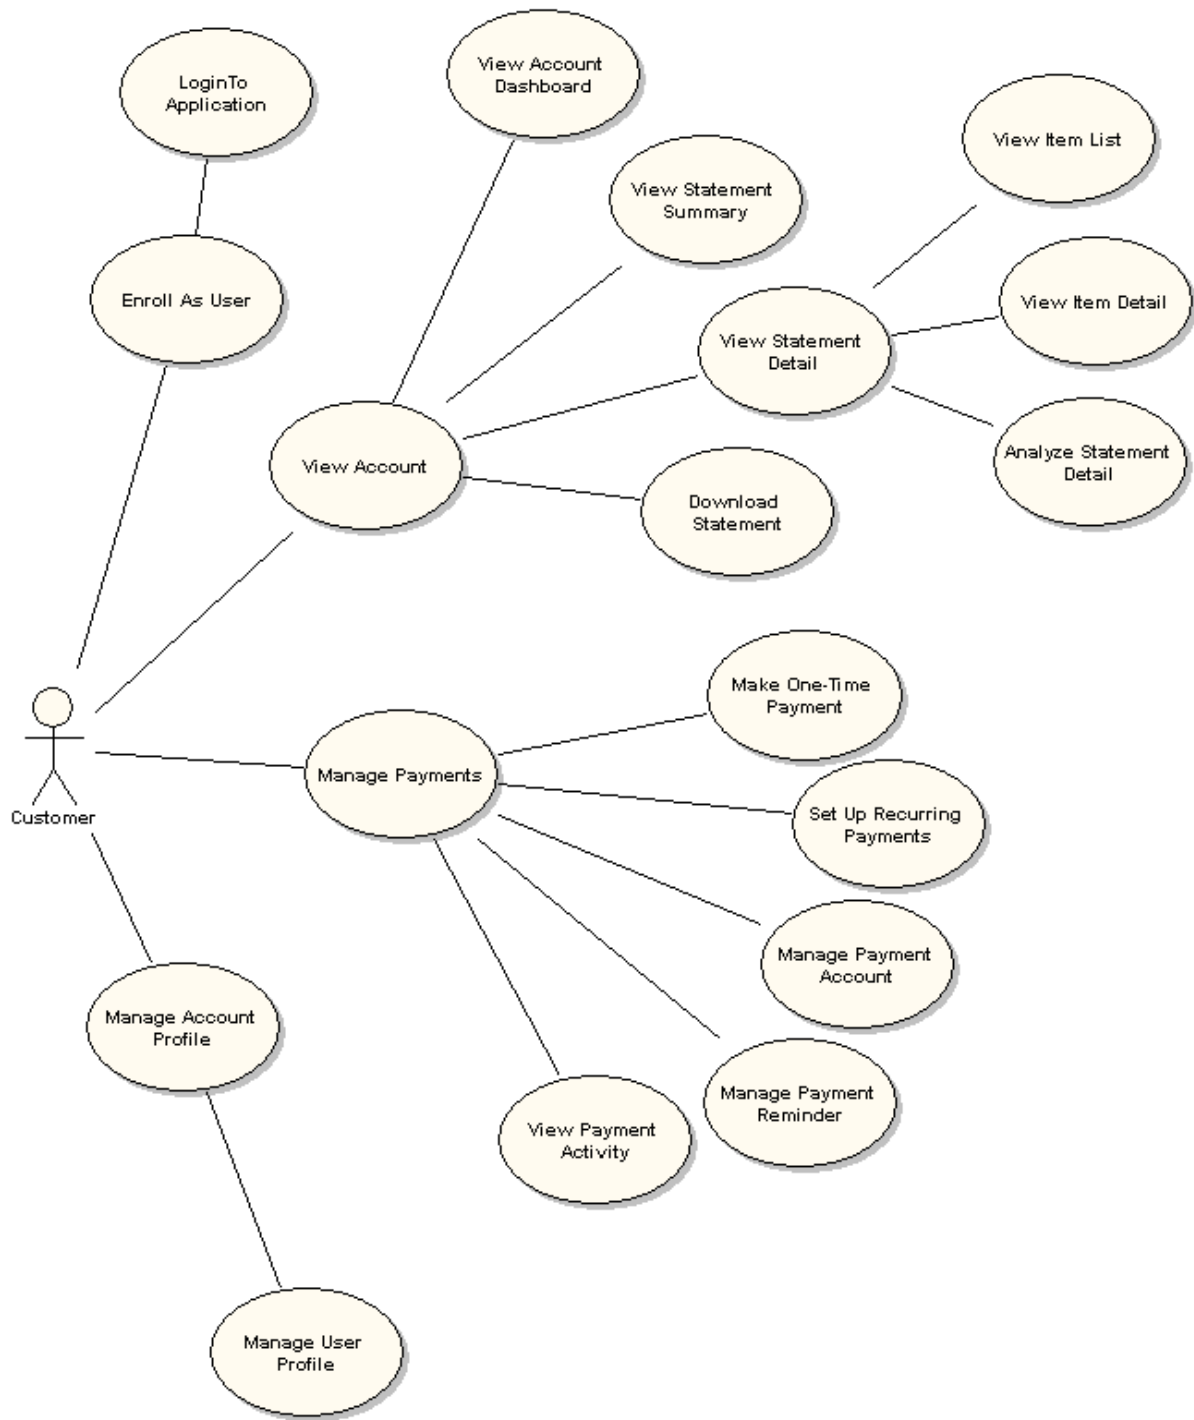 LoginTo
Application
View Account
Dashboard
View Item List
View Statement
Summary
Enroll As User
View Item Detail
View Statement
Detail
View Account
Analyze Statement
Detail
Download
Statement
Make One-Time
Payment
Customer
Manage Payments
Set Up Recurring
Payments
Manage Payment
Account
Manage Account
Profile
Manage Payment
Reminder
View Payment
Activity
Manage User
Profile